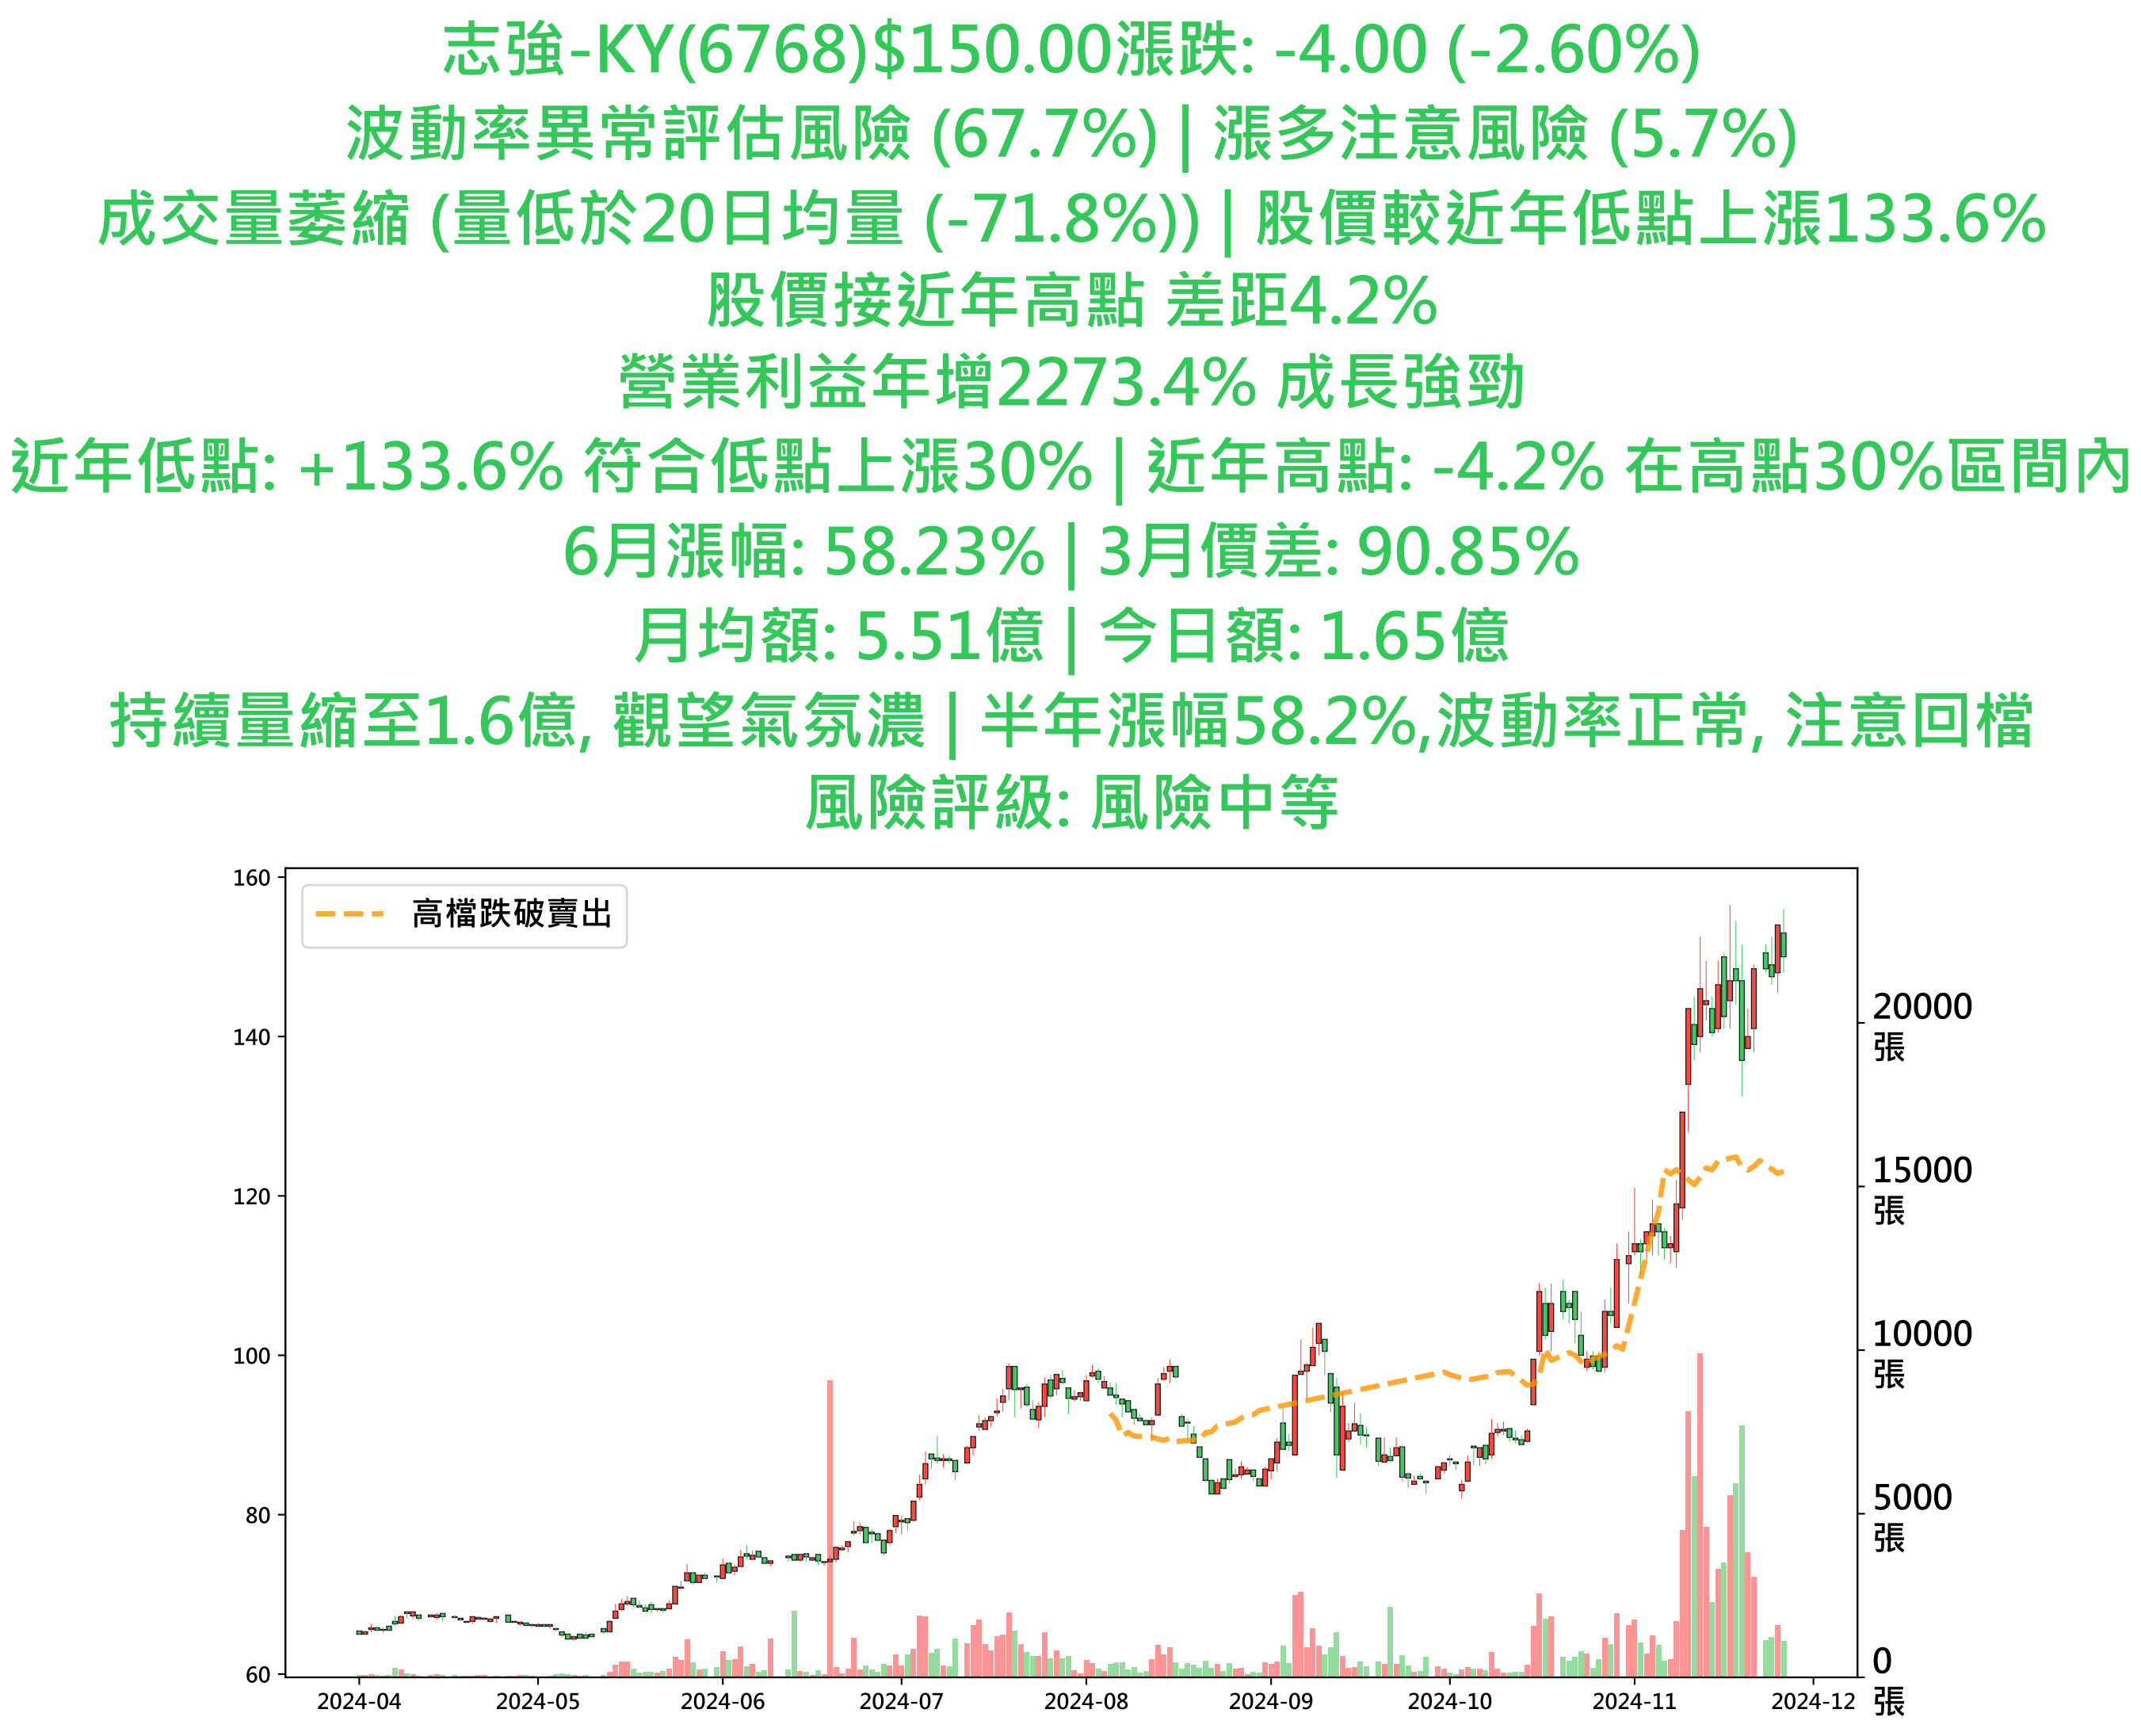 志強-KY(6768)$150.00漲跌: -4.00 (-2.60%)
波動率異常評估風險 (67.7%) | 漲多注意風險 (5.7%)
成交量萎縮 (量低於20日均量 (-71.8%)) | 股價較近年低點上漲133.6%
股價接近年高點 差距4.2%
營業利益年增2273.4% 成長強勁
近年低點: +133.6% 符合低點上漲30% | 近年高點: -4.2% 在高點30%區間內
6月漲幅: 58.23% | 3月價差: 90.85%
月均額: 5.51億 | 今日額: 1.65億
持續量縮至1.6億, 觀望氣氛濃 | 半年漲幅58.2%,波動率正常, 注意回檔
風險評級: 風險中等
高檔跌破賣出
160
140
120
100
80
60
20000
張
15000
張
10000
張
5000
張
0
張
2024-04 2024-05 2024-06 2024-07 2024-08 2024-09 2024-10 2024-11 2024-12